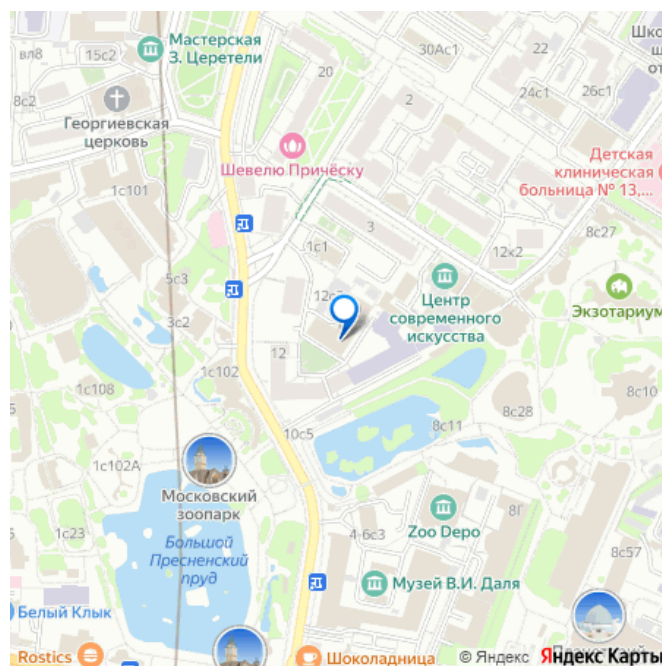 Шко
вл8
15с2
Мастерская
З. Церетели
30Ас1
22
20
8с2
2
24с1
26с1
Георгиевская
церковь
Шевелю Причёску
Детская
клиническая
больница № 13,...
1с101
3
1с1
12к2
8с27
5с3
3с2
Центр
современного
искусства
Экзотариум
12
1с102
1с108
8с10
8с28
10с5
8с11
1с102А
Московский
зоопарк
Большой
Пресненский
пруд
1с23
Zoo Depo
8Г
4-6с3
8с57
Музей В.И. Даля
Белый Клык
Rostics
Шоколадница
© Яндекс Яндекс Карты